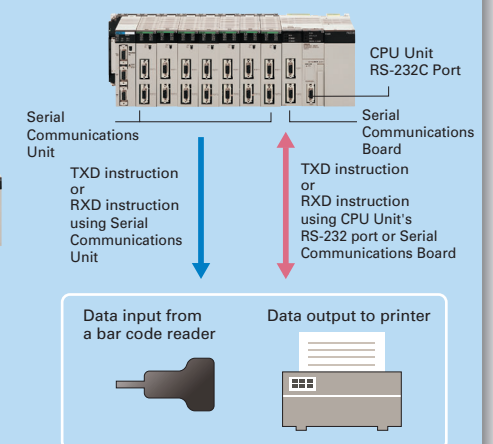 CPU Unit
RS-232C Port
Serial
Communications
Unit
Serial
Communications
Board
TXD instruction
or
RXD instruction
using Serial
Communications
Unit
TXD instruction
or
RXD instruction
using CPU Unit's
RS-232 port or Serial
Communications Board
Data input from
a bar code reader
Data output to printer